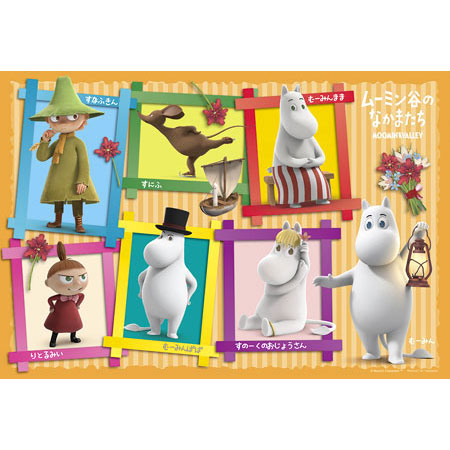 すなふきん
もーみんまま
ムーミン谷の
なかまたち
MOOMINVALLEY
すにふ
りとるみい
むーみんぱぱ
すのーくのおじょうさん
むーみん